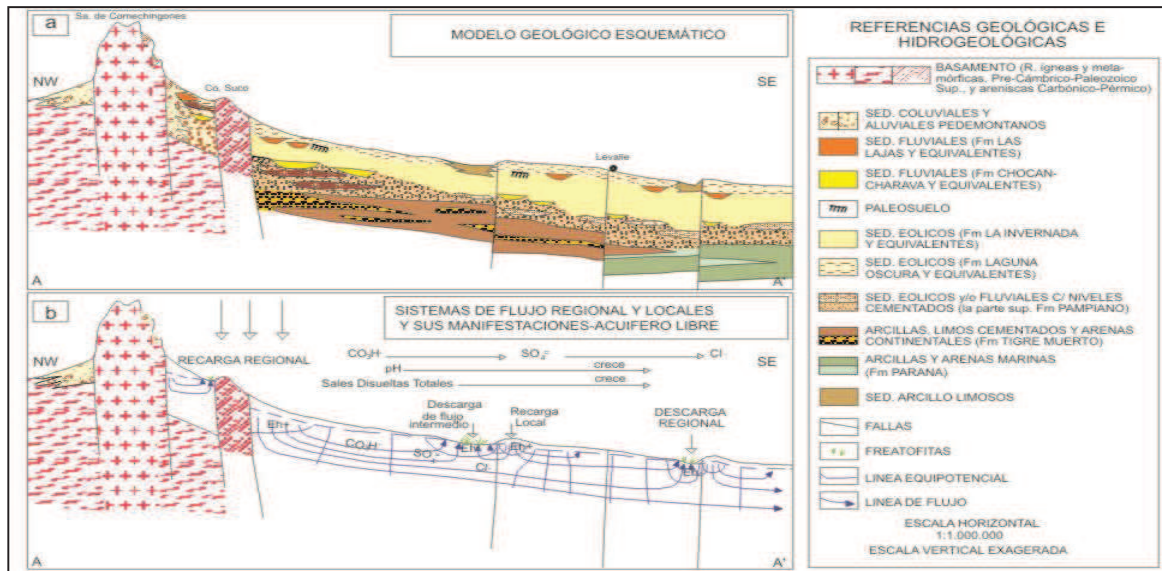 a
Sa. de Comechingones
MODELO GEOLÓGICO ESQUEMÁTICO
NW
SE
Co. Suco
Levalle
A
A'
b
SISTEMAS DE FLUJO REGIONAL Y LOCALES
Y SUS MANIFESTACIONES-ACUIFERO LIBRE
NW
RECARGA REGIONAL
SE
CO₃H⁻
SO₄⁼
Cl⁻
pH
crece
Sales Disueltas Totales
crece
Descarga
de flujo
intermedio
Recarga
Local
DESCARGA
REGIONAL
Eh+
CO₃H⁻
SO₄⁼
Cl⁻
Eh-
Eh+
Eh-
A
A'
REFERENCIAS GEOLÓGICAS E
HIDROGEOLÓGICAS
BASAMENTO (R. ígneas y meta-
mórficas. Pre-Cámbrico-Paleozoico
Sup., y areniscas Carbónico-Pérmico)
SED. COLUVIALES Y
ALUVIALES PEDEMONTANOS
SED. FLUVIALES (Fm LAS
LAJAS Y EQUIVALENTES)
SED. FLUVIALES (Fm CHOCAN-
CHARAVA Y EQUIVALENTES)
PALEOSUELO
SED. EOLICOS (Fm LA INVERNADA
Y EQUIVALENTES)
SED. EOLICOS (Fm LAGUNA
OSCURA Y EQUIVALENTES)
SED. EOLICOS y/o FLUVIALES C/ NIVELES
CEMENTADOS (la parte sup. Fm PAMPIANO)
ARCILLAS, LIMOS CEMENTADOS Y ARENAS
CONTINENTALES (Fm TIGRE MUERTO)
ARCILLAS Y ARENAS MARINAS
(Fm PARANA)
SED. ARCILLO LIMOSOS
FALLAS
FREATOFITAS
LINEA EQUIPOTENCIAL
LINEA DE FLUJO
ESCALA HORIZONTAL
1:1.000.000
ESCALA VERTICAL EXAGERADA